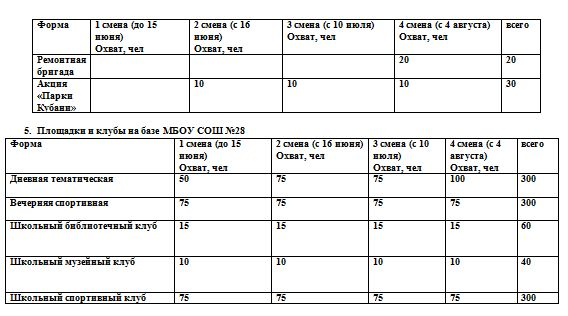 Форма 1 смена (до 15 2 смена (с 16 3 смена (с 10 июля) 4 смена (с 4 августа) всего
июня) июня) Охват, чел Охват, чел
Охват, чел Охват, чел
Ремонтная 20 20
бригада
Акция 10 10 10 30
«Парки
Кубани»
5. Площадки и клубы на базе МБОУ СОШ №28
Форма 1 смена (до 15 2 смена (с 16 июня) 3 смена (с 10 4 смена (с 4 всего
июня) Охват, чел июля) августа)
Охват, чел Охват, чел Охват, чел
Дневная тематическая 50 75 75 100 300
Вечерняя спортивная 75 75 75 75 300
Школьный библиотечный клуб 15 15 15 15 60
Школьный музейный клуб 10 10 10 10 40
Школьный спортивный клуб 75 75 75 75 300